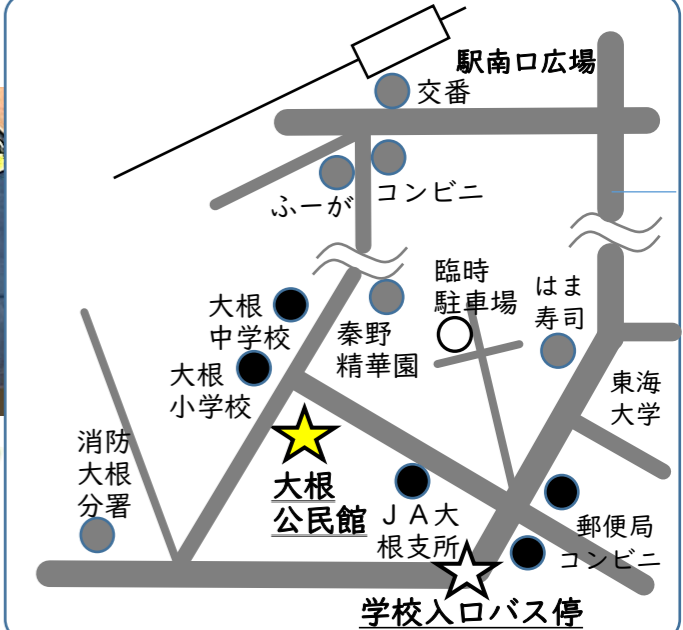 駅南口広場
交番
コンビニ
ふーが
臨時
駐車場
はま
寿司
大根
中学校
秦野
精華園
大根
小学校
東海
大学
消防
大根
分署
大根
公民館
ＪＡ大
根支所
郵便局
コンビニ
学校入口バス停